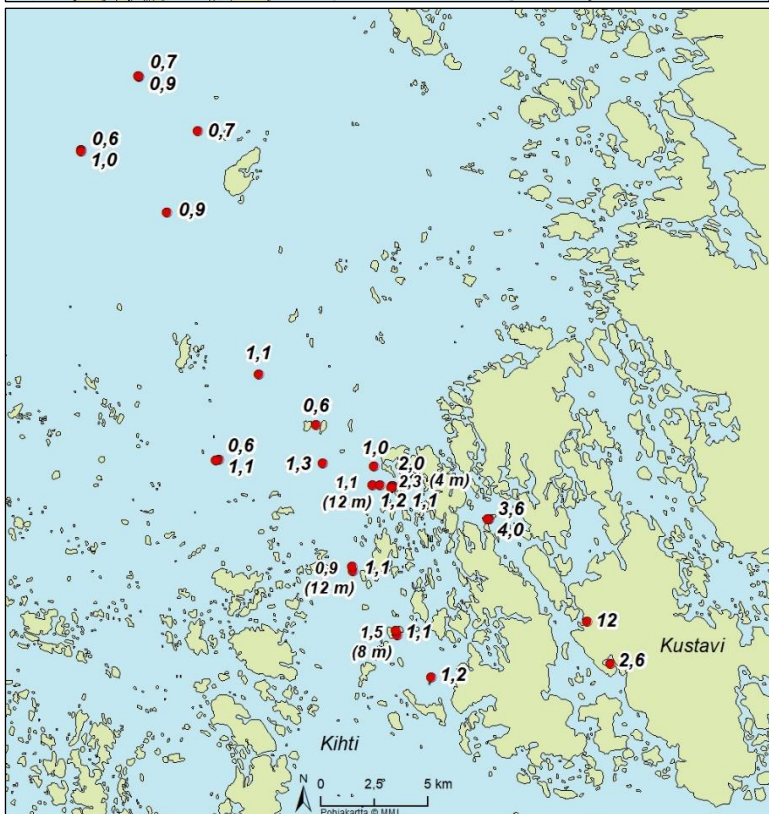 0,7
0,9
0,7
0,6
1,0
0,9
1,1
0,6
0,6
1,1
1,3
1,0
2,0
1,1
2,3 (4 m)
(12 m)
1,2 1,1
3,6
4,0
0,9
1,1
(12 m)
12
1,5
1,1
(8 m)
Kustavi
2,6
1,2
Kihti
N
0 2,5 5 km
Pohjakartta © MML